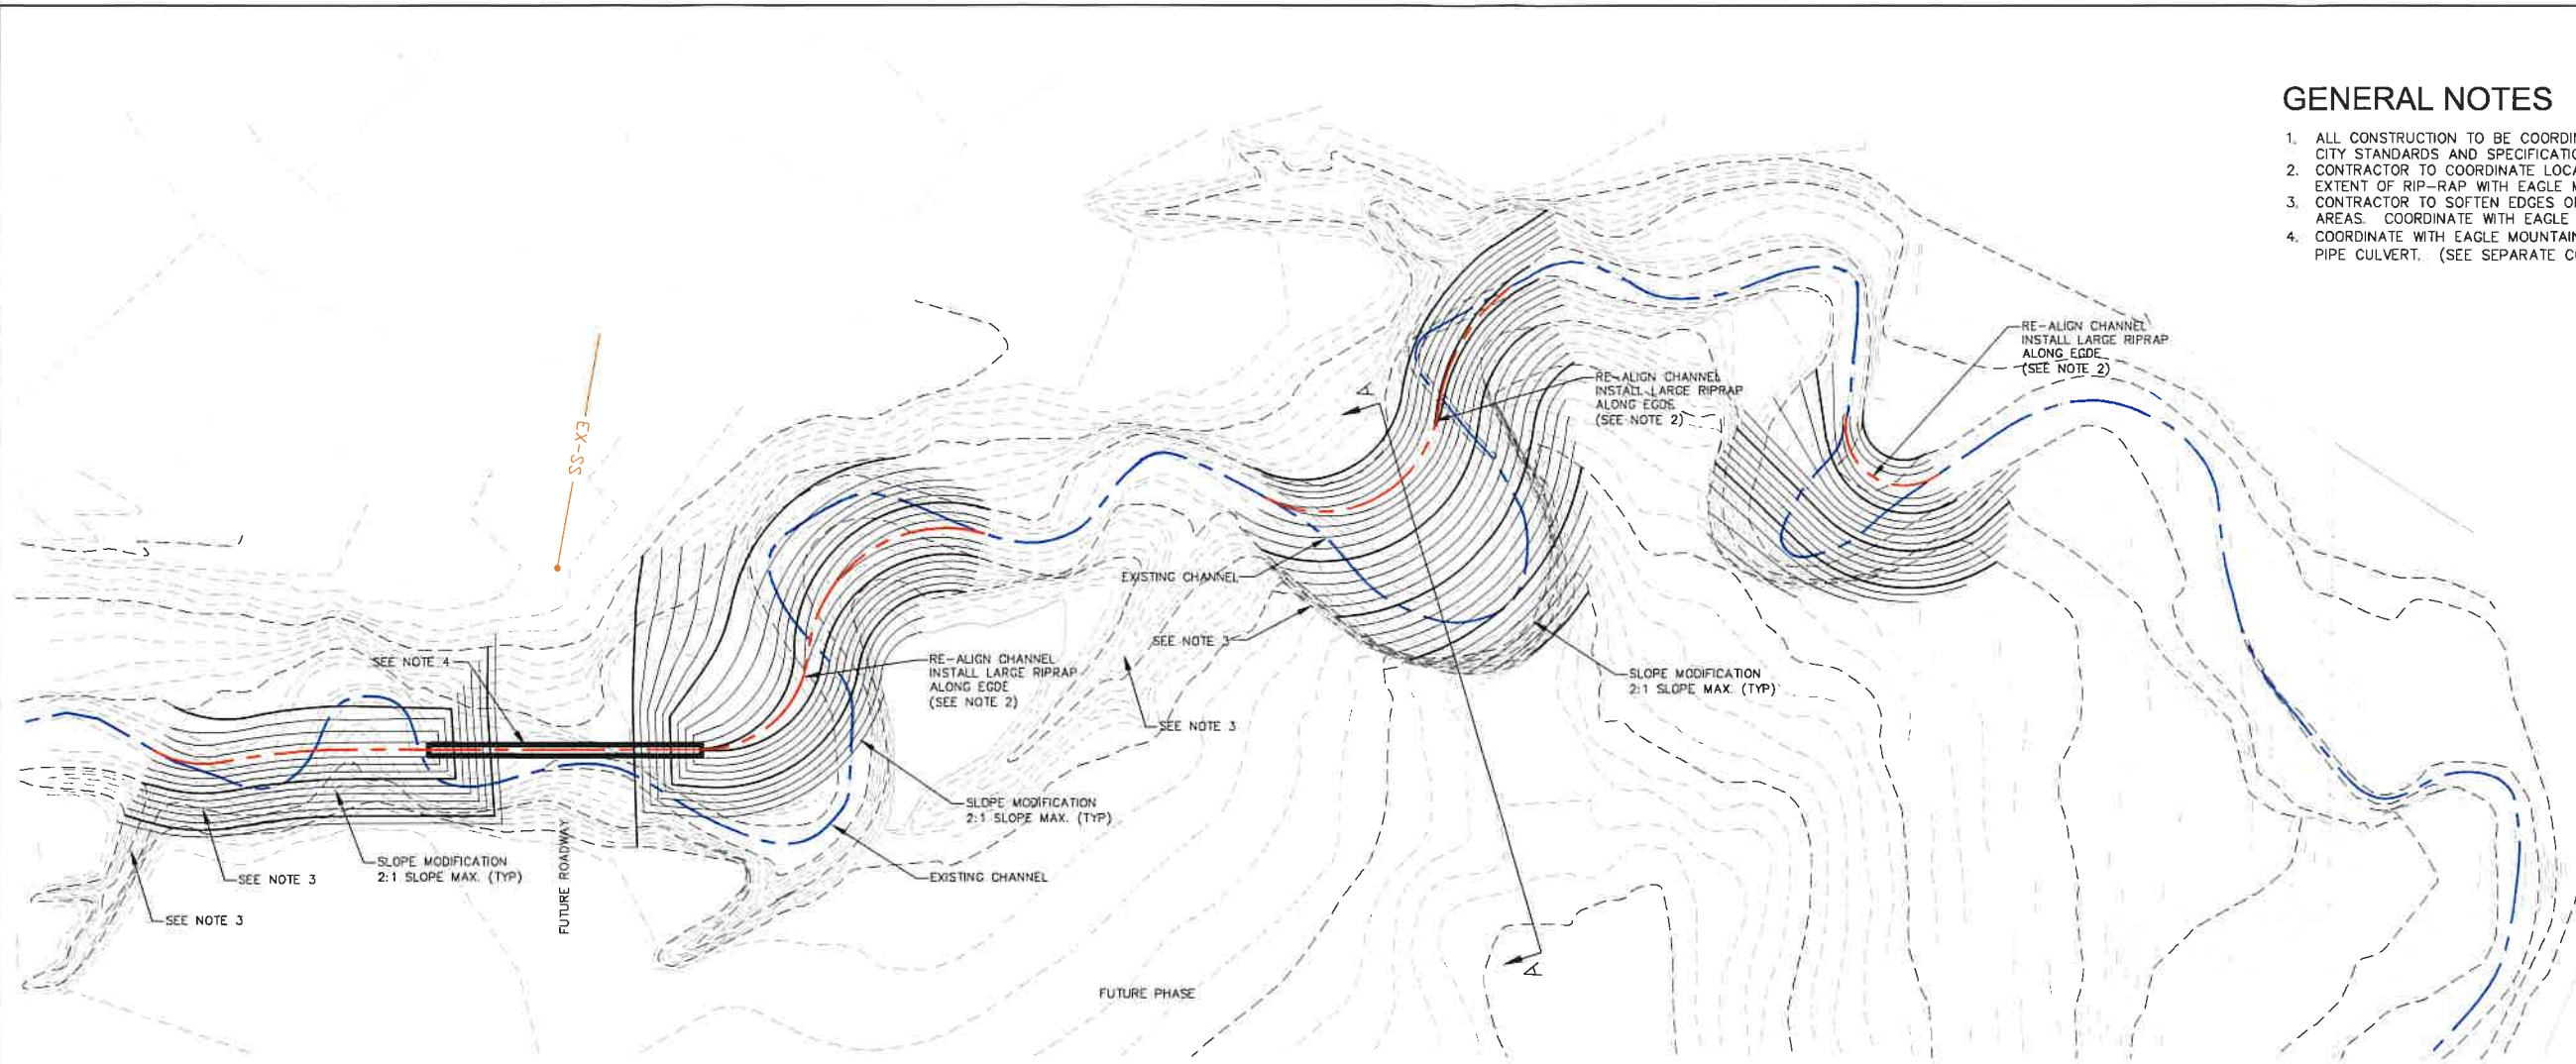 GENERAL NOTES
1. ALL CONSTRUCTION TO BE
CITY STANDARDS AND
2. CONTRACTOR TO COORDINATE
EXTENT OF RIP-RAP WITH EAGLE
3. CONTRACTOR TO SOFTEN EDGES
AREAS. COORDINATE WITH EAGLE
4. COORDINATE WITH EAGLE
PIPE CULVERT. (SEE SEPARATE
RE-ALIGN CHANNEL
INSTALL LARGE RIPRAP
ALONG EGDE
(SEE NOTE 2)
RE-ALIGN CHANNEL
INSTALL LARGE RIPRAP
ALONG EGDE
(SEE NOTE 2)
A
EX-SS
EXISTING CHANNEL
SEE NOTE 3
SEE NOTE 4
RE-ALIGN CHANNEL
INSTALL LARGE RIPRAP
ALONG EGDE
(SEE NOTE 2)
SLOPE MODIFICATION
2:1 SLOPE MAX. (TYP)
SEE NOTE 3
SLOPE MODIFICATION
2:1 SLOPE MAX. (TYP)
SLOPE MODIFICATION
2:1 SLOPE MAX. (TYP)
SEE NOTE 3
EXISTING CHANNEL
FUTURE ROADWAY
SEE NOTE 3
A
FUTURE PHASE